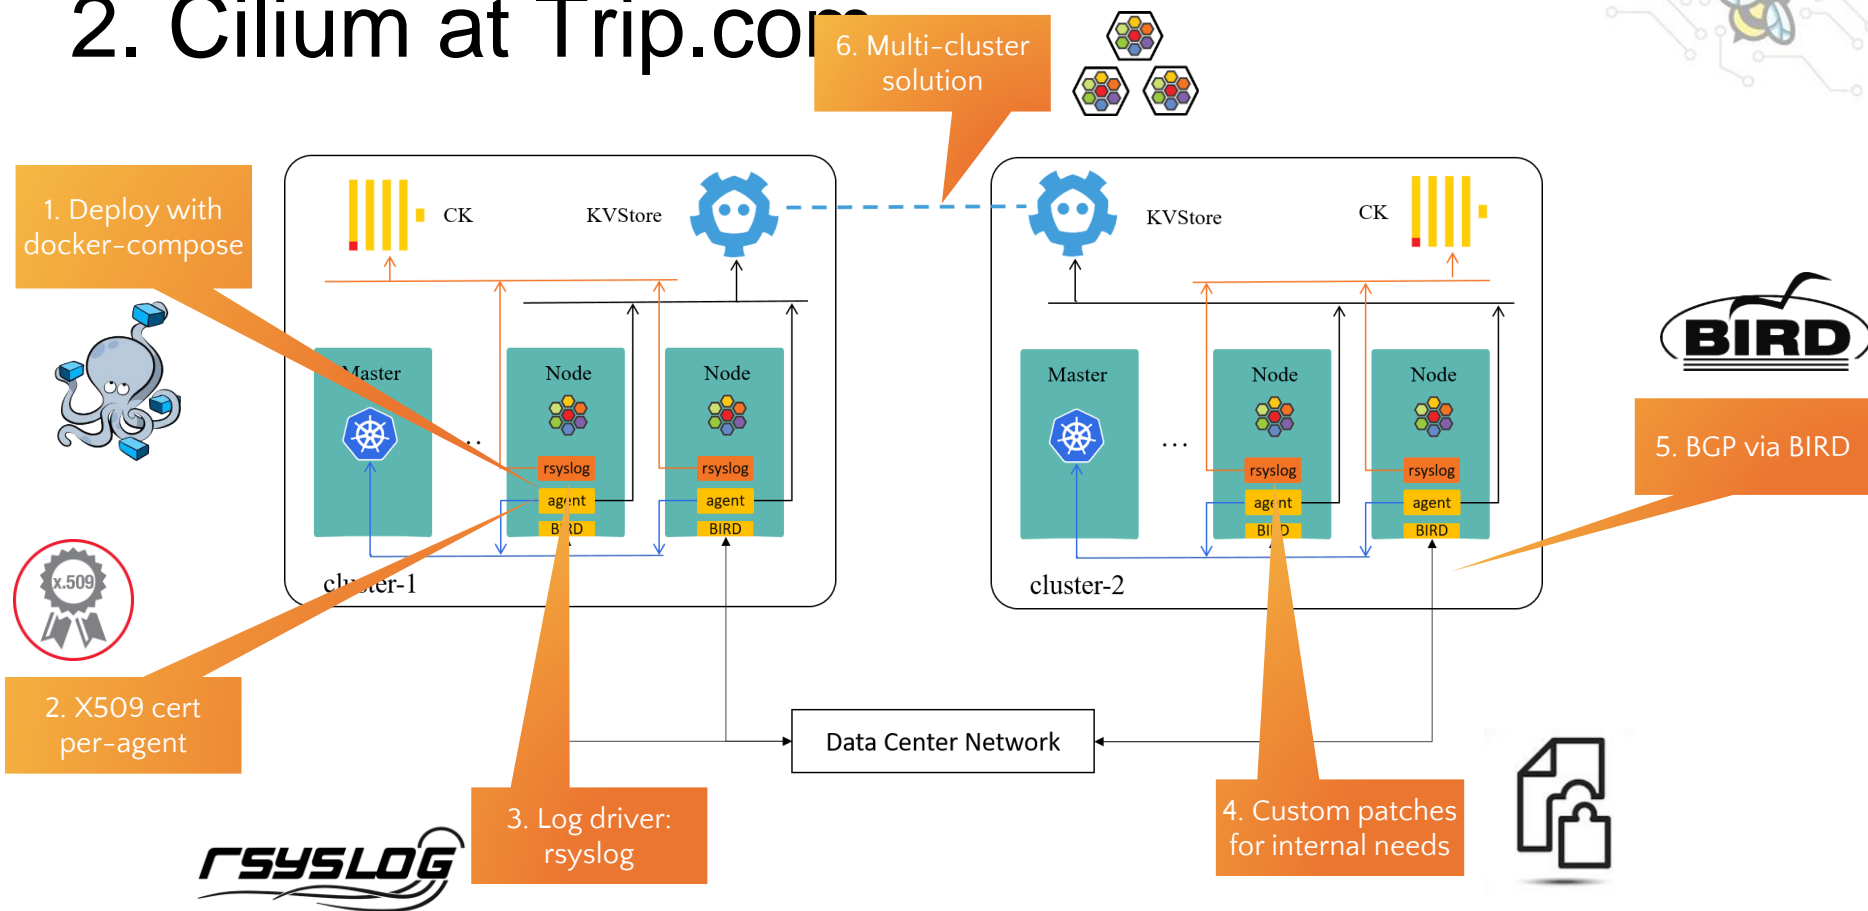 2. Cilium at Trip.com
6. Multi-cluster
solution
1. Deploy with
docker-compose
CK
KVStore
KVStore
CK
Master
Node
Node
Master
Node
Node
...
...
rsyslog
rsyslog
rsyslog
rsyslog
agent
agent
agent
agent
BIRD
BIRD
BIRD
BIRD
cluster-1
cluster-2
BIRD
5. BGP via BIRD
x.509
2. X509 cert
per-agent
Data Center Network
3. Log driver:
rsyslog
4. Custom patches
for internal needs
rsyslog